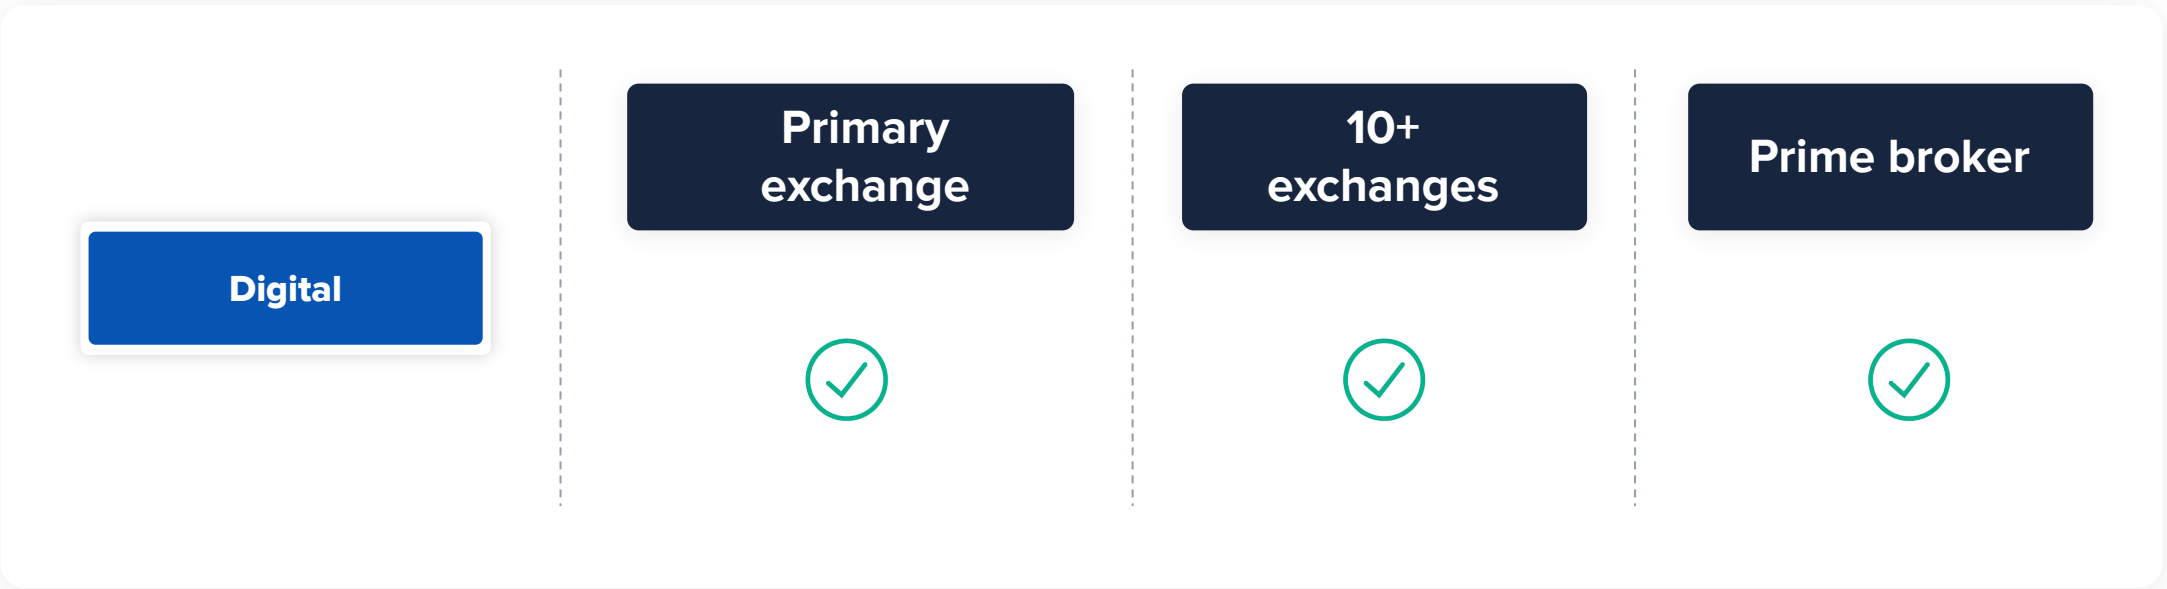 Digital
Primary
exchange
10+
exchanges
Prime broker